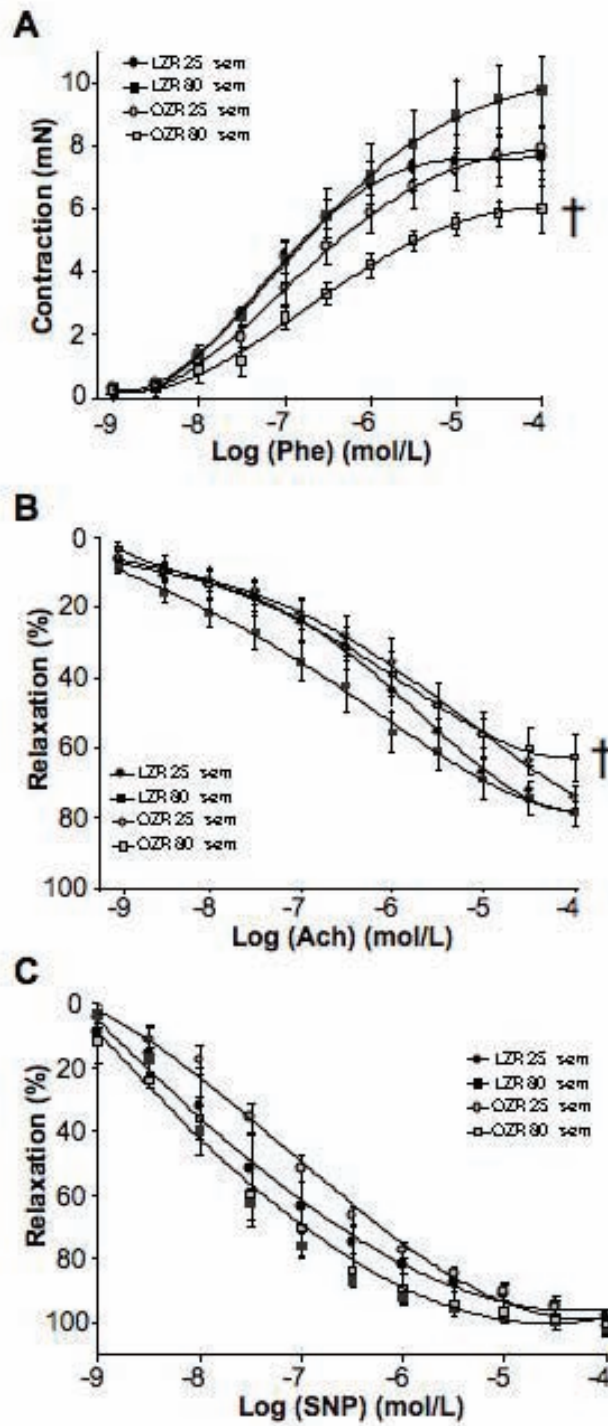 A
LZR 25 sem
LZR 80 sem
OZR 25 sem
OZR 80 sem
Contraction (mN)
10
8
6
4
2
0
†
-9 -8 -7 -6 -5 -4
Log (Phe) (mol/L)
B
Relaxation (%)
0
20
40
60
80
100
†
LZR 25 sem
LZR 80 sem
OZR 25 sem
OZR 80 sem
-9 -8 -7 -6 -5 -4
Log (Ach) (mol/L)
C
Relaxation (%)
0
20
40
60
80
100
LZR 25 sem
LZR 80 sem
OZR 25 sem
OZR 80 sem
-9 -8 -7 -6 -5 -4
Log (SNP) (mol/L)